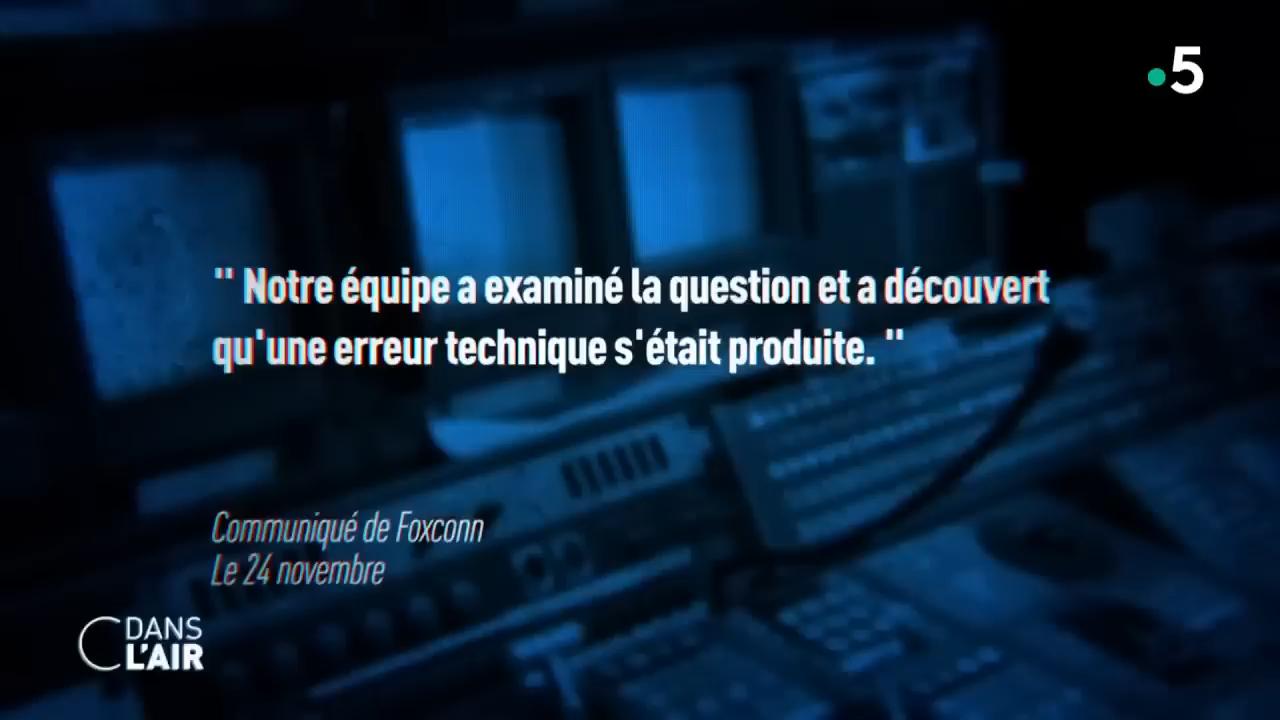 5
" Notre équipe a examiné la question et a découvert
qu'une erreur technique s'était produite. "
Communiqué de Foxconn
Le 24 novembre
C DANS
L'AIR